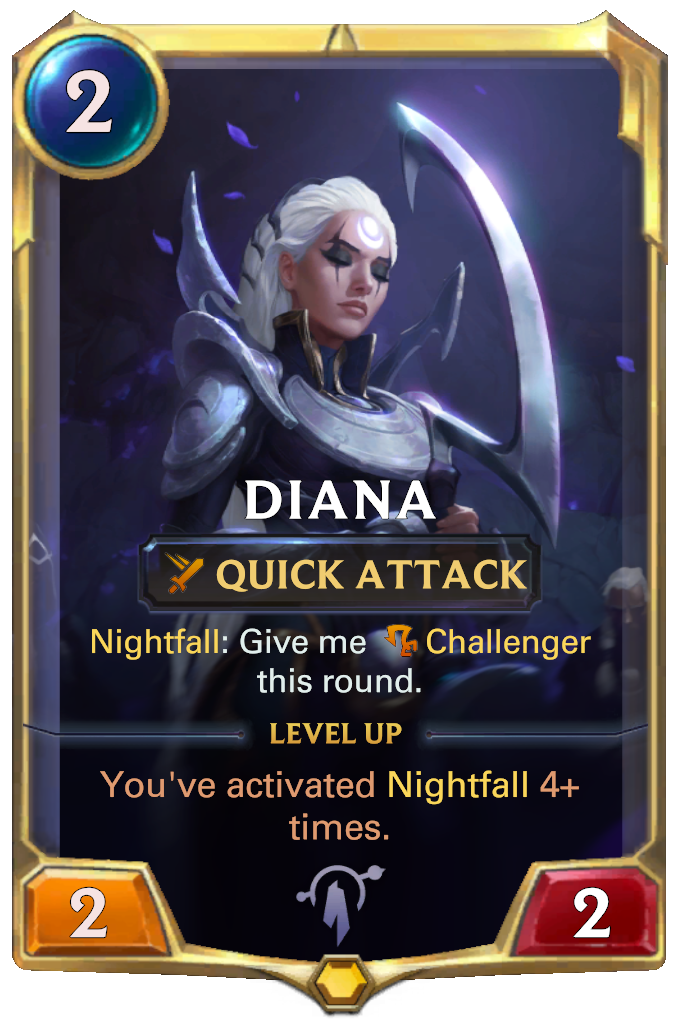 2
DIANA
QUICK ATTACK
Nightfall: Give me Challenger
this round.
LEVEL UP
You've activated Nightfall 4+
times.
2
2